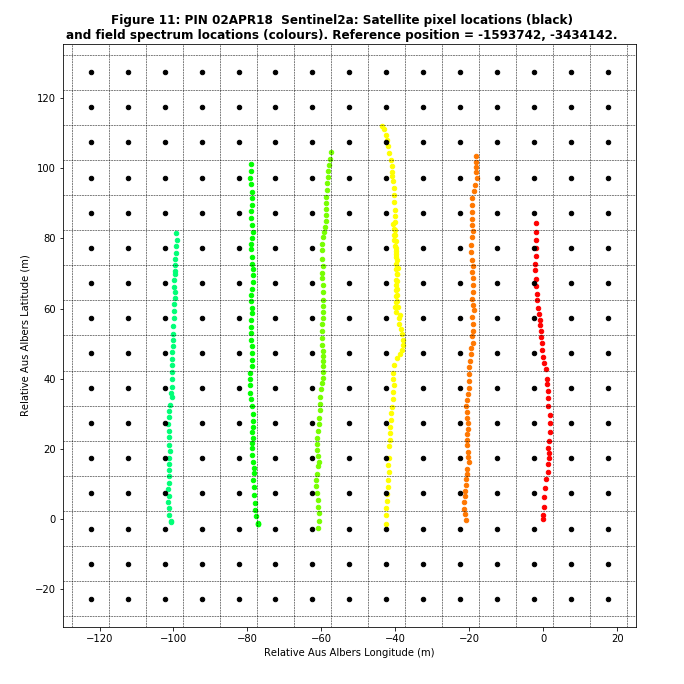 Figure 11: PIN 02APR18 Sentinel2a: Satellite pixel locations (black)
and field spectrum locations (colours). Reference position = -1593742, -3434142.
Relative Aus Albers Latitude (m)
120
100
80
60
40
20
0
−20
−120 −100 −80 −60 −40 −20 0 20
Relative Aus Albers Longitude (m)